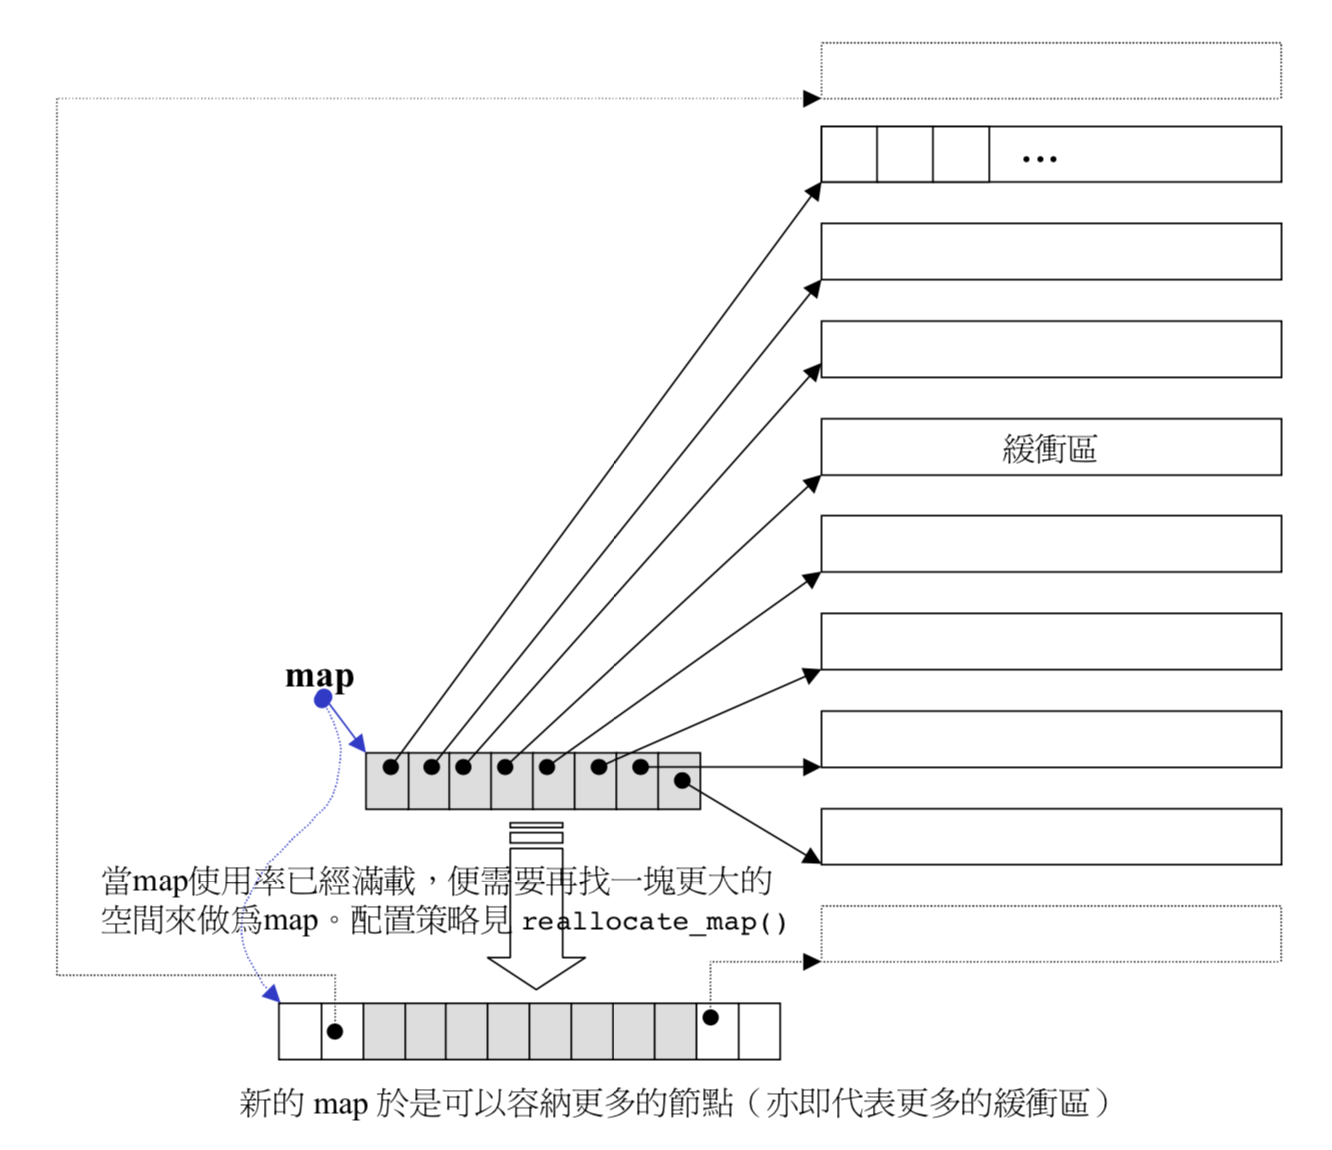 ...
緩衝區
map
當map使用率已經滿載，便需要再找一塊更大的
空間來做爲map。配置策略見 reallocate_map()
新的 map 於是可以容納更多的節點（亦即代表更多的緩衝區）